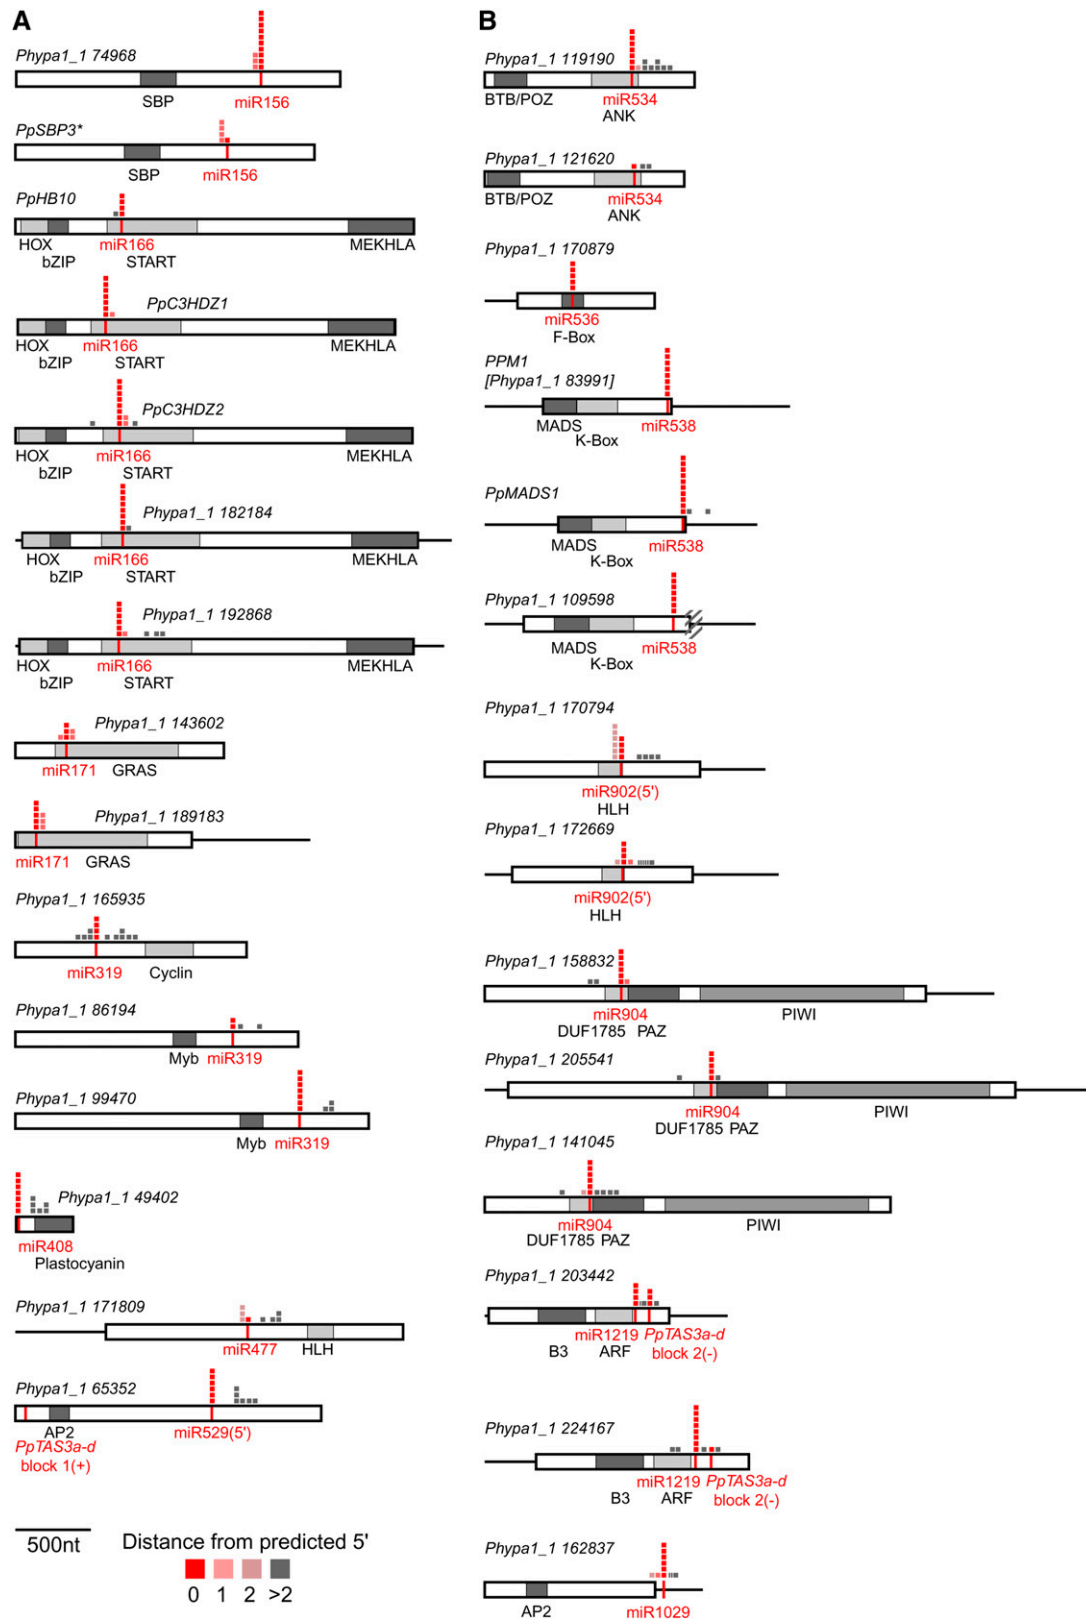 A
Phypa1_1 74968
SBP
miR156
PpSBP3*
SBP
miR156
PpHB10
HOX
miR166
MEKHLA
bZIP
START
PpC3HDZ1
HOX
miR166
MEKHLA
bZIP
START
PpC3HDZ2
HOX
miR166
MEKHLA
bZIP
START
Phypa1_1 182184
HOX
miR166
MEKHLA
bZIP
START
Phypa1_1 192868
HOX
miR166
MEKHLA
bZIP
START
Phypa1_1 143602
miR171
GRAS
Phypa1_1 189183
miR171
GRAS
Phypa1_1 165935
miR319
Cyclin
Phypa1_1 86194
Myb
miR319
Phypa1_1 99470
Myb
miR319
Phypa1_1 49402
miR408
Plastocyanin
Phypa1_1 171809
miR477
HLH
Phypa1_1 65352
AP2
miR529(5')
PpTAS3a-d
block 1(+)
500nt
Distance from predicted 5'
0 1 2 >2
B
Phypa1_1 119190
BTB/POZ
miR534
ANK
Phypa1_1 121620
BTB/POZ
miR534
ANK
Phypa1_1 170879
miR536
F-Box
PPM1
[Phypa1_1 83991]
MADS
miR538
K-Box
PpMADS1
MADS
miR538
K-Box
Phypa1_1 109598
MADS
miR538
K-Box
Phypa1_1 170794
miR902(5')
HLH
Phypa1_1 172669
miR902(5')
HLH
Phypa1_1 158832
miR904
PIWI
DUF1785 PAZ
Phypa1_1 205541
miR904
PIWI
DUF1785 PAZ
Phypa1_1 141045
miR904
PIWI
DUF1785 PAZ
Phypa1_1 203442
miR1219 PpTAS3a-d
B3 ARF block 2(-)
Phypa1_1 224167
miR1219 PpTAS3a-d
B3 ARF block 2(-)
Phypa1_1 162837
AP2
miR1029